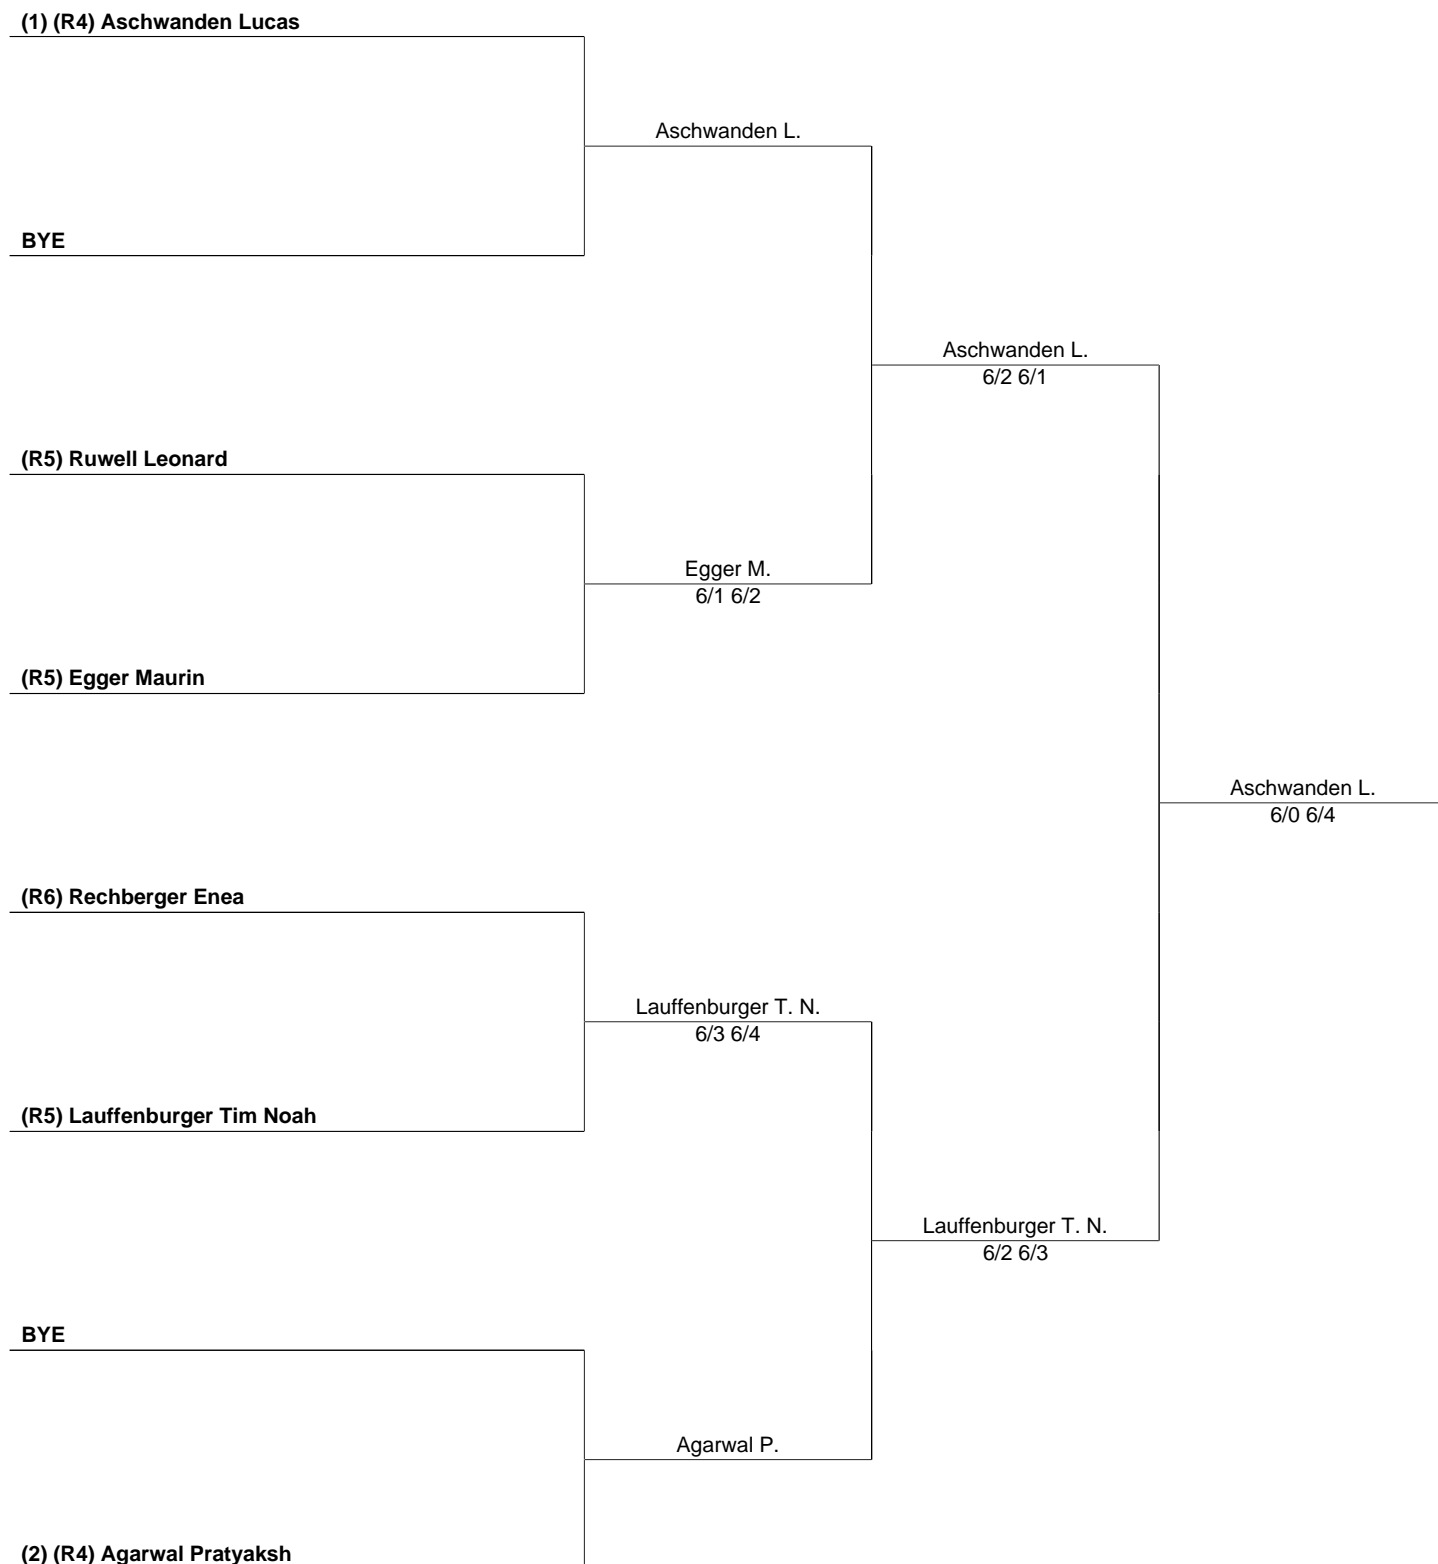 (1) (R4) Aschwanden Lucas
Aschwanden L.
BYE
Aschwanden L.
6/2 6/1
(R5) Ruwell Leonard
Egger M.
6/1 6/2
(R5) Egger Maurin
Aschwanden L.
6/0 6/4
(R6) Rechberger Enea
Lauffenburger T. N.
6/3 6/4
(R5) Lauffenburger Tim Noah
Lauffenburger T. N.
6/2 6/3
BYE
Agarwal P.
(2) (R4) Agarwal Pratyaksh